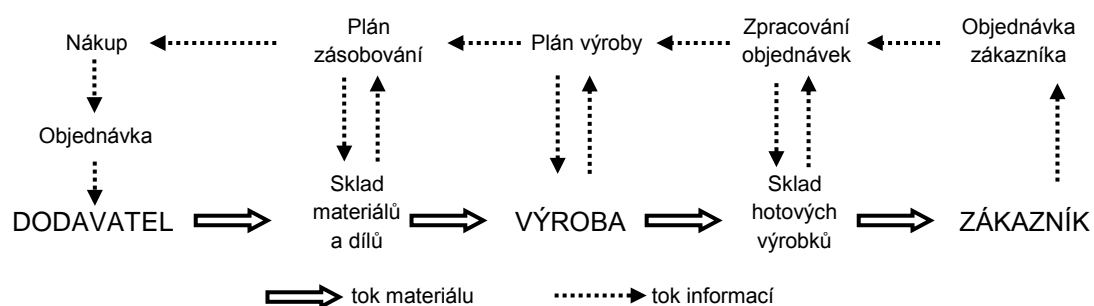 Nákup
Plán
zásobování
Plán výroby
Zpracování
objednávek
Objednávka
zákazníka
Objednávka
DODAVATEL
Sklad
materiálů
a dílů
VÝROBA
Sklad
hotových
výrobků
ZÁKAZNÍK
tok materiálu
tok informací